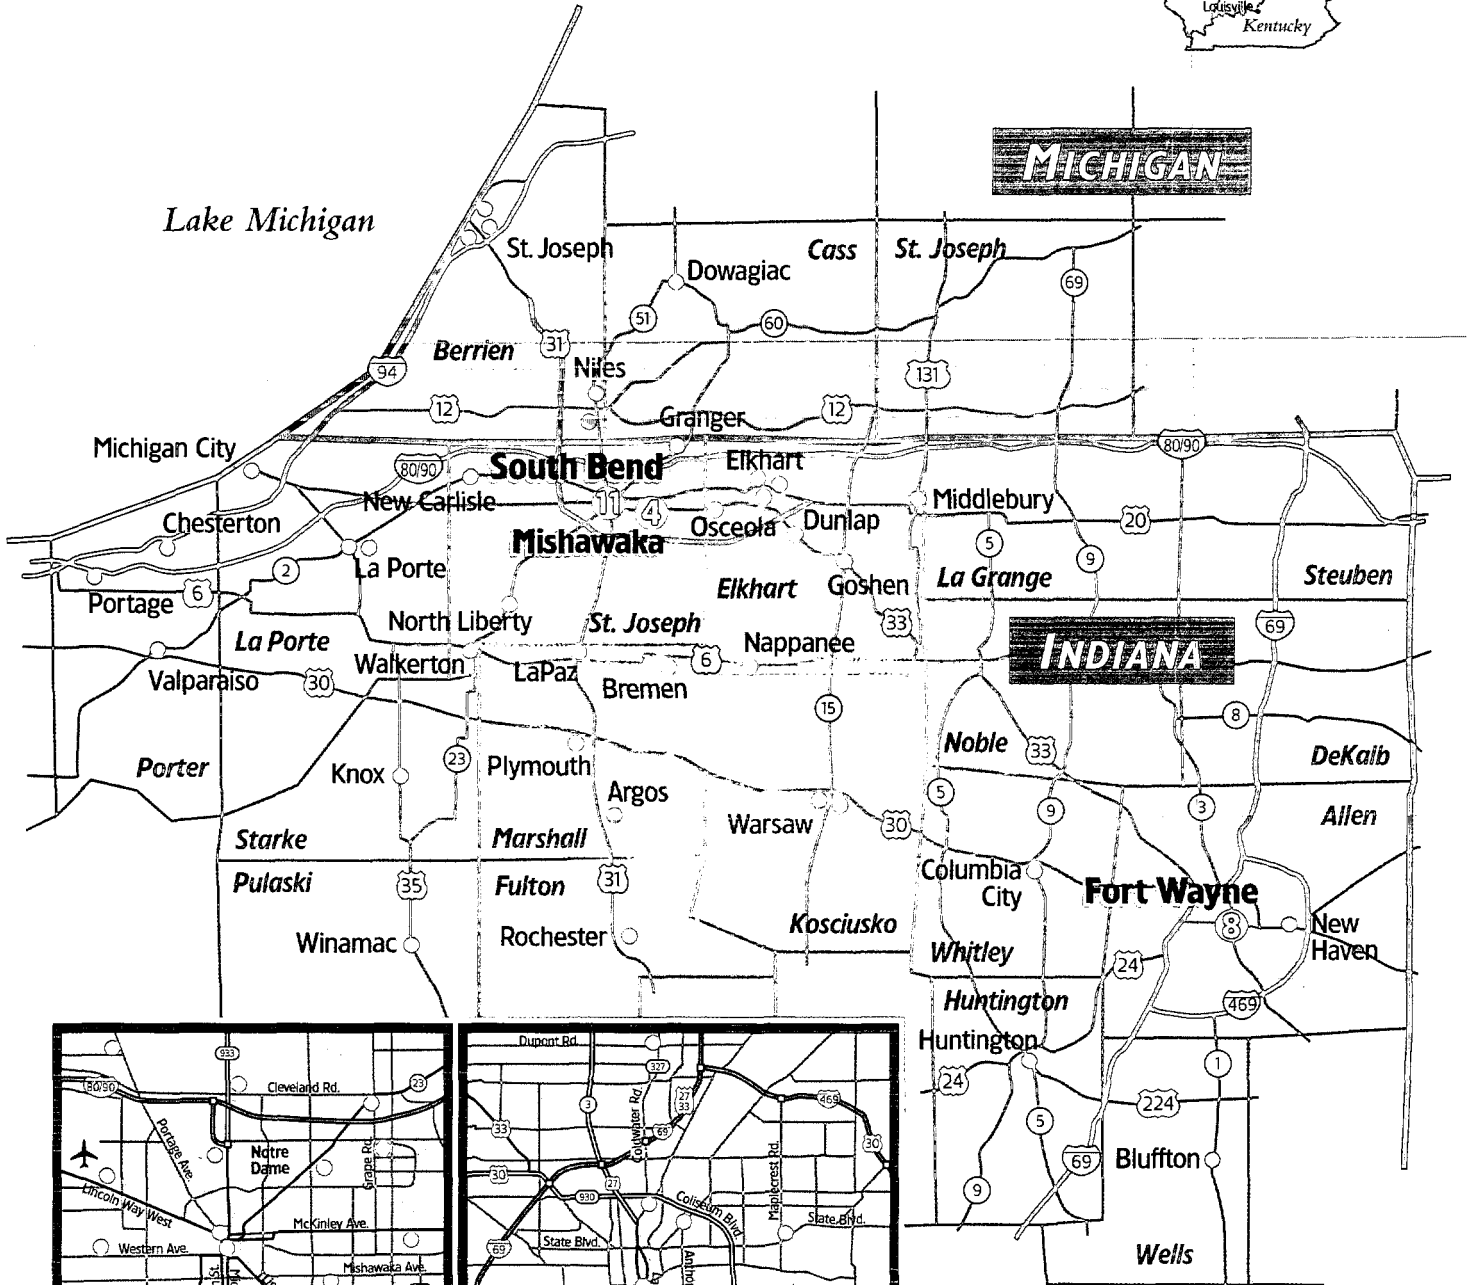 Louisville
Kentucky
MICHIGAN
Lake Michigan
St. Joseph
Cass
St. Joseph
Dowagiac
69
51
60
31
Berrien
94
Niles
131
12
Granger
12
Michigan City
80/90
80/90
South Bend
Elkhart
New Carlisle
11
4
Middlebury
Chesterton
Osceola
Dunlap
20
Mishawaka
5
9
La Porte
2
Elkhart
Goshen
La Grange
Steuben
Portage
6
North Liberty
St. Joseph
33
69
La Porte
Nappanee
INDIANA
Walkerton
LaPaz
6
Valparaiso
30
Bremen
15
8
Noble
33
DeKalb
Porter
Knox
23
Plymouth
Argos
5
9
3
Allen
Warsaw
30
Starke
Marshall
Columbia
City
Pulaski
35
Fulton
31
Fort Wayne
Kosciusko
8
New
Haven
Winamac
Rochester
Whitley
24
Huntington
469
Huntington
24
1
5
224
69
Bluffton
9
Wells
933
80/90
Cleveland Rd.
23
Portage Ave.
Notre
Dame
Grape Rd.
Lincoln Way West
McKinley Ave.
Western Ave.
Mishawaka Ave.
Dupont Rd.
327
27
33
3
Coldwater Rd.
469
33
69
30
30
27
930
Maplecrest Rd.
Coliseum Blvd.
State Blvd.
State Blvd.
69